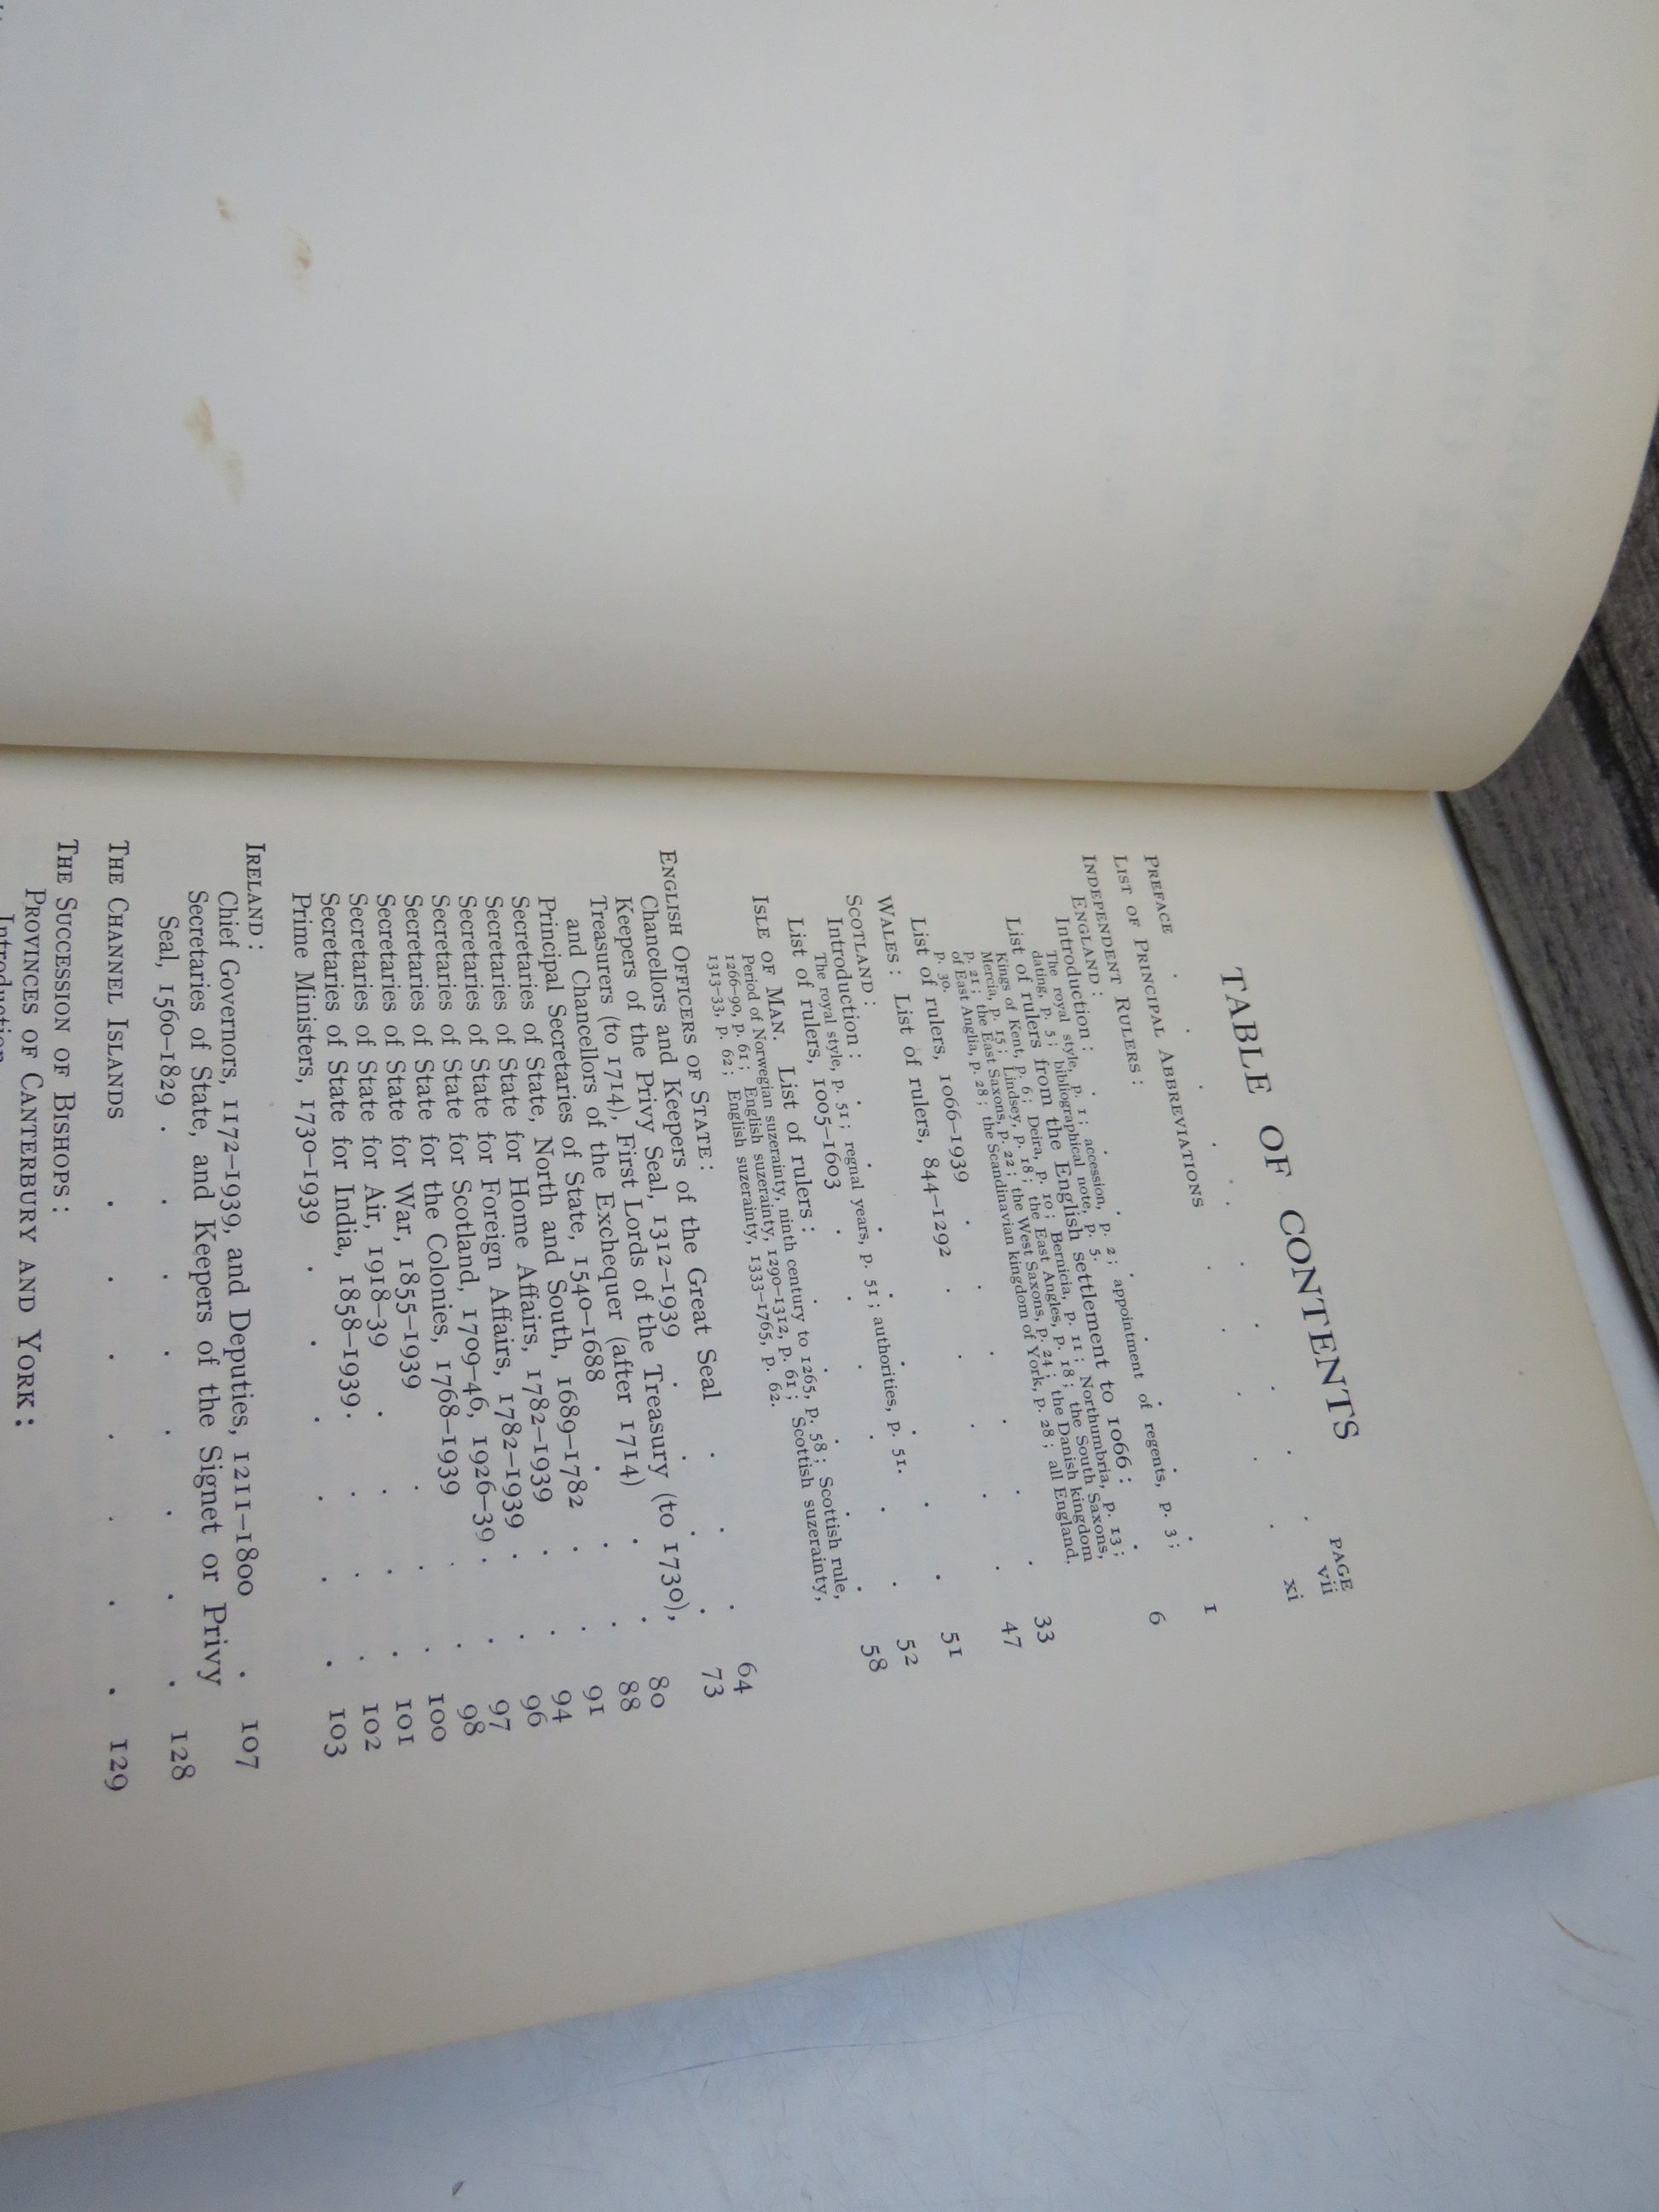 TABLE OF CONTENTS
PAGE
PREFACE . . . . . . . . . vii
LIST OF PRINCIPAL ABBREVIATIONS . . . . . xi
INDEPENDENT RULERS:
ENGLAND:
Introduction: . . . . . . . . 1
The royal style, p. 1; accession, p. 2; appointment of regents, p. 3;
dating, p. 5; bibliographical note, p. 5.
List of rulers from the English settlement to 1066: . . 6
Kings of Kent, p. 6; Deira, p. 10; Bernicia, p. 11; Northumbria, p. 13;
Mercia, p. 15; Lindsey, p. 18; the East Angles, p. 18; the South Saxons,
p. 21; the East Saxons, p. 22; the West Saxons, p. 24; the Danish kingdom
of East Anglia, p. 28; the Scandinavian kingdom of York, p. 28; all England,
p. 30.
List of rulers, 1066–1939 . . . . . . 33
WALES: List of rulers, 844–1292 . . . . . 47
SCOTLAND:
Introduction: . . . . . . . . 51
The royal style, p. 51; regnal years, p. 51; authorities, p. 51.
List of rulers, 1005–1603 . . . . . . 52
ISLE OF MAN. List of rulers: . . . . . . 58
Period of Norwegian suzerainty, ninth century to 1265, p. 58; Scottish rule,
1266–90, p. 61; English suzerainty, 1290–1312, p. 61; Scottish suzerainty,
1313–33, p. 62; English suzerainty, 1333–1765, p. 62.
ENGLISH OFFICERS OF STATE:
Chancellors and Keepers of the Great Seal . . . 64
Keepers of the Privy Seal, 1312–1939 . . . . 73
Treasurers (to 1714), First Lords of the Treasury (to 1730),
and Chancellors of the Exchequer (after 1714) . . 80
Principal Secretaries of State, 1540–1688 . . . 88
Secretaries of State, North and South, 1689–1782 . . 91
Secretaries of State for Home Affairs, 1782–1939 . . 94
Secretaries of State for Foreign Affairs, 1782–1939 . . 96
Secretaries of State for Scotland, 1709–46, 1926–39 . . 97
Secretaries of State for the Colonies, 1768–1939 . . 98
Secretaries of State for War, 1855–1939 . . . 100
Secretaries of State for Air, 1918–39 . . . . 101
Secretaries of State for India, 1858–1939 . . . . 102
Prime Ministers, 1730–1939 . . . . . . 103
IRELAND:
Chief Governors, 1172–1939, and Deputies, 1211–1800 . 107
Secretaries of State, and Keepers of the Signet or Privy
Seal, 1560–1829 . . . . . . . . 128
THE CHANNEL ISLANDS . . . . . . . 129
THE SUCCESSION OF BISHOPS:
PROVINCES OF CANTERBURY AND YORK:
Introduction